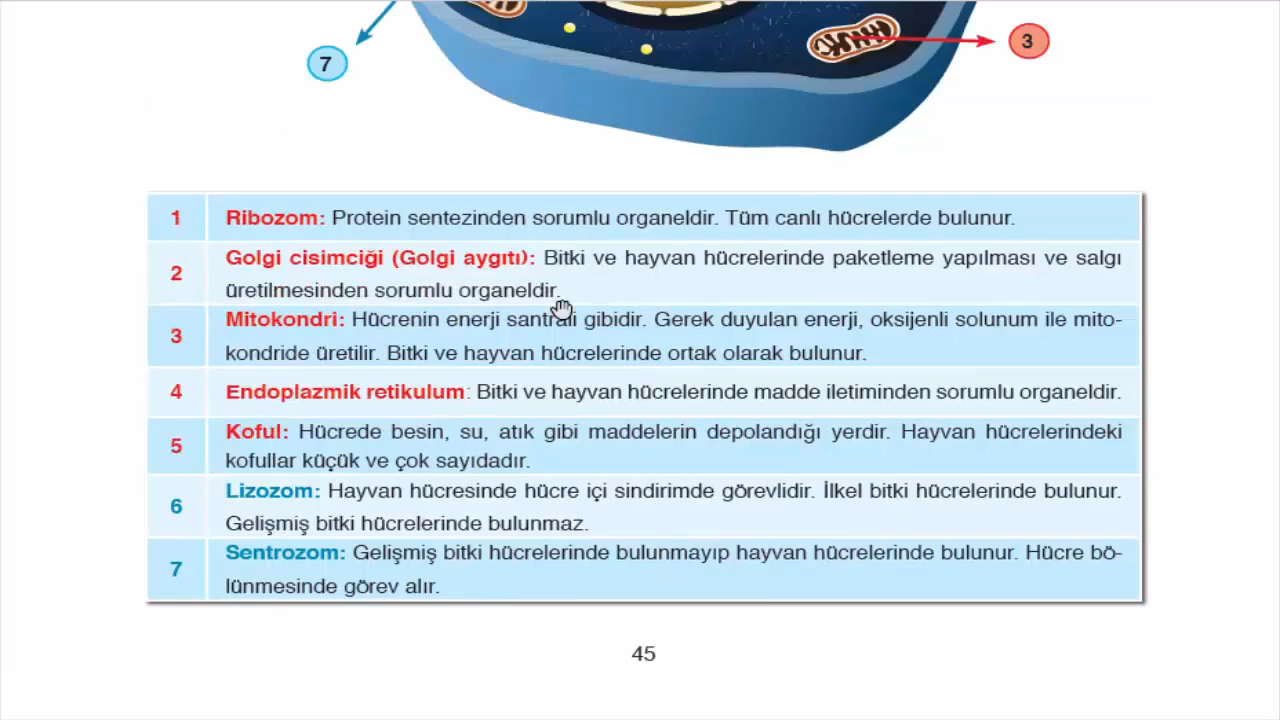 7
3
1 Ribozom: Protein sentezinden sorumlu organeldir. Tüm canlı hücrelerde bulunur.
2 Golgi cisimciği (Golgi aygıtı): Bitki ve hayvan hücrelerinde paketleme yapılması ve salgı
üretilmesinden sorumlu organeldir.
3 Mitokondri: Hücrenin enerji santrali gibidir. Gerek duyulan enerji, oksijenli solunum ile mito-
kondride üretilir. Bitki ve hayvan hücrelerinde ortak olarak bulunur.
4 Endoplazmik retikulum: Bitki ve hayvan hücrelerinde madde iletiminden sorumlu organeldir.
5 Koful: Hücrede besin, su, atık gibi maddelerin depolandığı yerdir. Hayvan hücrelerindeki
kofullar küçük ve çok sayıdadır.
6 Lizozom: Hayvan hücresinde hücre içi sindirimde görevlidir. İlkel bitki hücrelerinde bulunur.
Gelişmiş bitki hücrelerinde bulunmaz.
7 Sentrozom: Gelişmiş bitki hücrelerinde bulunmayıp hayvan hücrelerinde bulunur. Hücre bö-
lünmesinde görev alır.
45